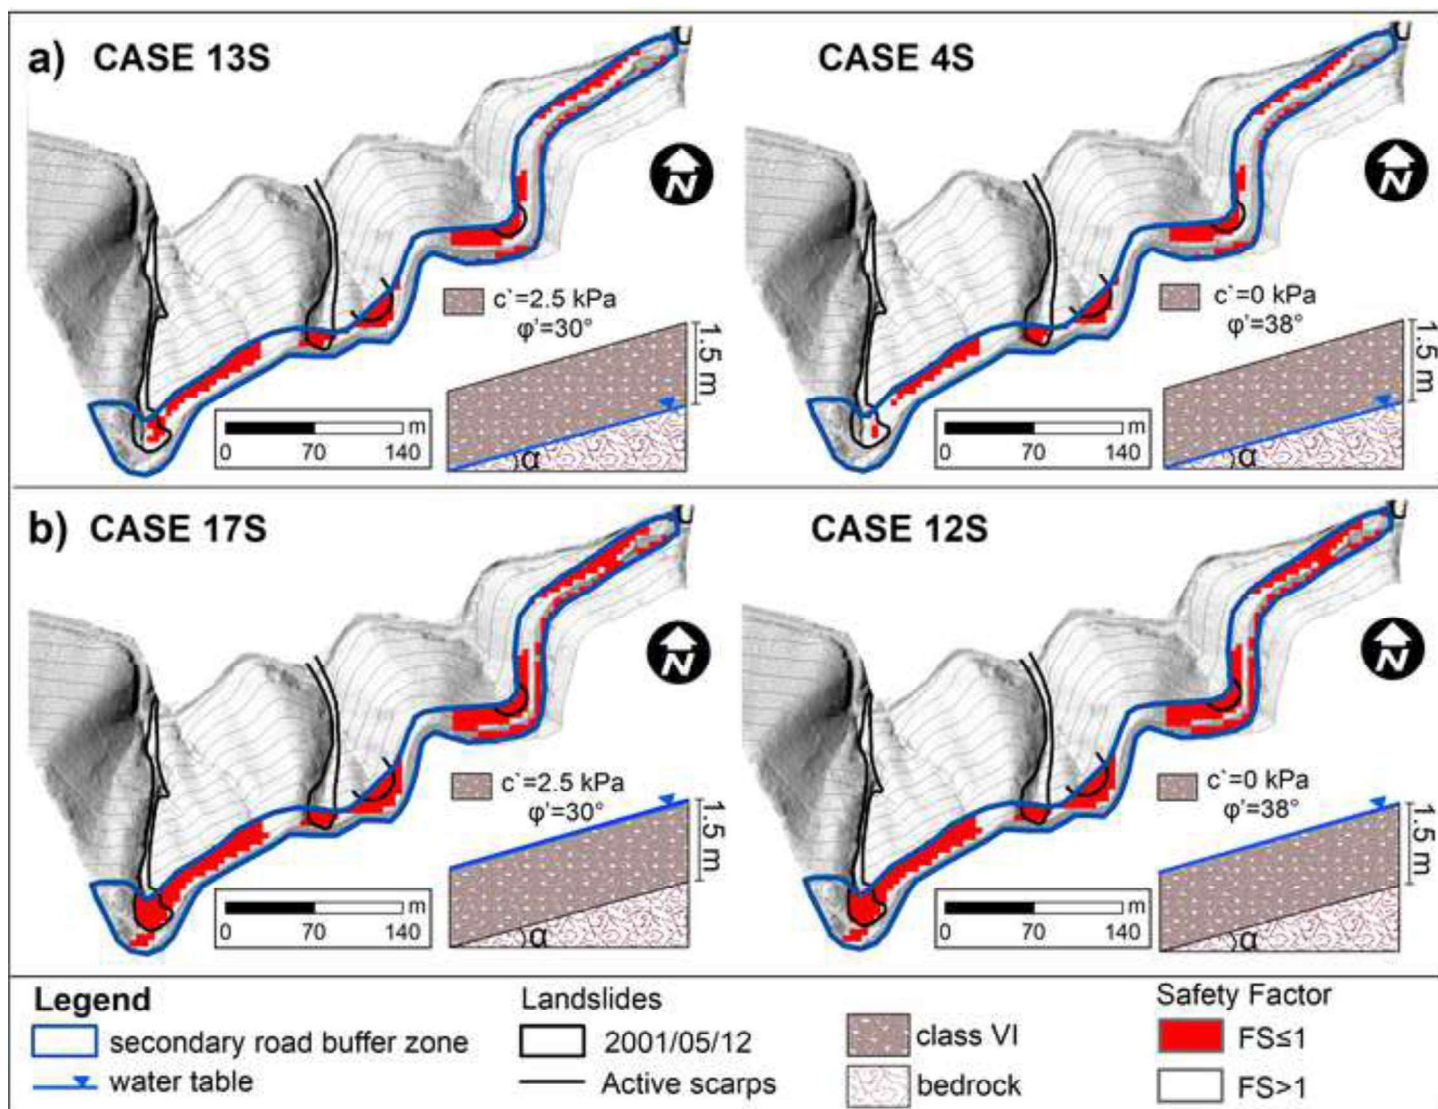 a) CASE 13S
CASE 4S
N
N
c`=2.5 kPa
φ'=30°
1.5 m
α
m
0 70 140
c`=0 kPa
φ'=38°
1.5 m
α
m
0 70 140
b) CASE 17S
CASE 12S
N
N
c`=2.5 kPa
φ'=30°
1.5 m
α
m
0 70 140
c`=0 kPa
φ'=38°
1.5 m
α
m
0 70 140
Legend
secondary road buffer zone
water table
Landslides
2001/05/12
Active scarps
class VI
bedrock
Safety Factor
FS≤1
FS>1